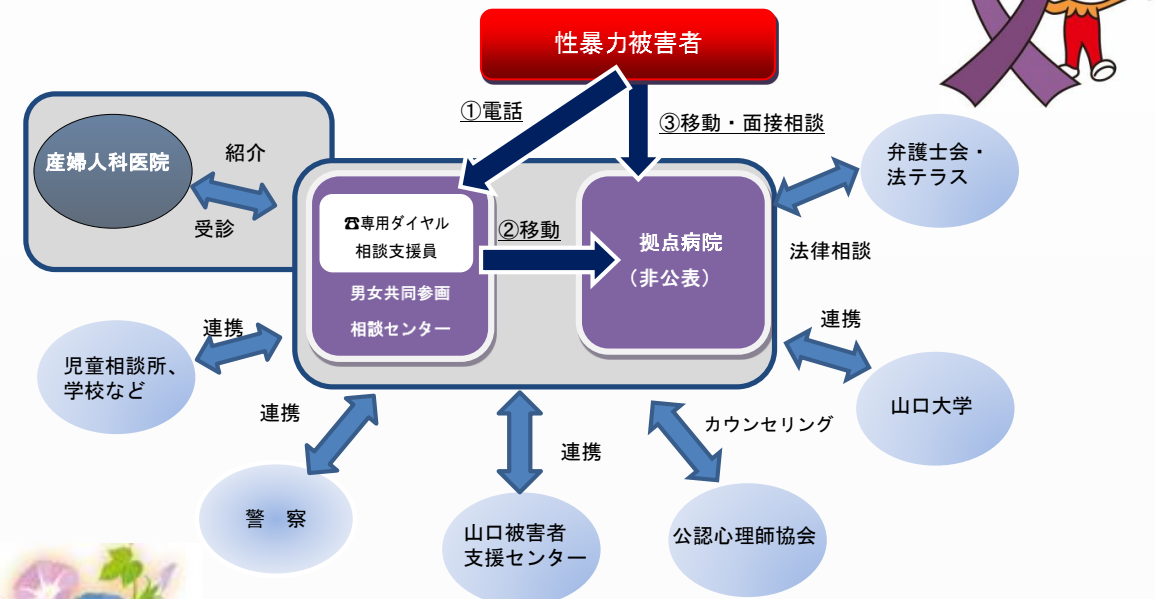 性暴力被害者
①電話
③移動・面接相談
産婦人科医院
紹介
受診
弁護士会・
法テラス
法律相談
☎専用ダイヤル
相談支援員
男女共同参画
相談センター
②移動
拠点病院
(非公表)
連携
児童相談所、
学校など
連携
山口大学
連携
警　察
連携
山口被害者
支援センター
カウンセリング
公認心理師協会